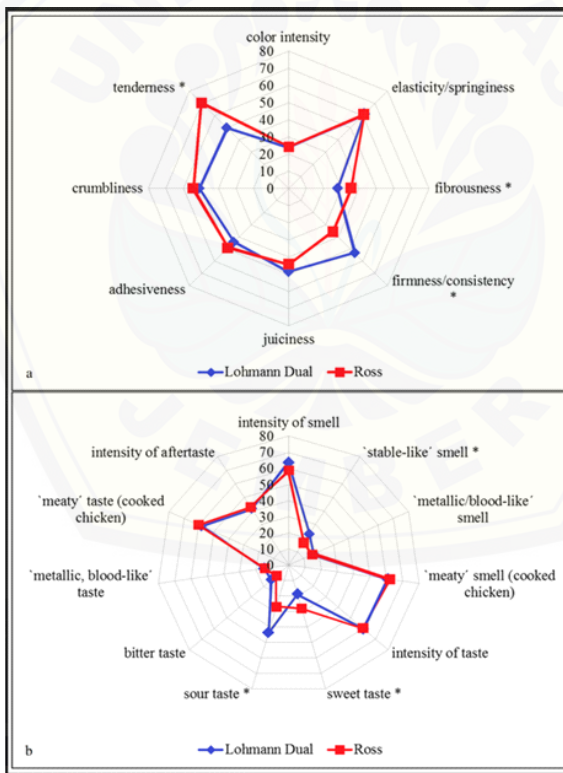 color intensity
80
70
60
50
40
30
20
10
0
tenderness *
elasticity/springiness
crumbliness
fibrousness *
adhesiveness
firmness/consistency
*
juiciness
Lohmann Dual
Ross
a
intensity of smell
80
70
60
50
40
30
20
10
0
intensity of aftertaste
`stable-like´ smell *
`meaty´ taste (cooked
chicken)
`metallic/blood-like´
smell
`metallic, blood-like´
taste
`meaty´ smell (cooked
chicken)
bitter taste
intensity of taste
sour taste *
sweet taste *
Lohmann Dual
Ross
b